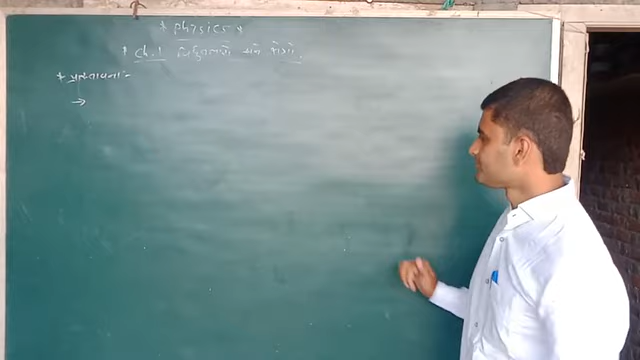 * Physics *
* Ch. 1 વિદ્યુતભારો અને ક્ષેત્રો.
* પ્રસ્તાવના :-
→